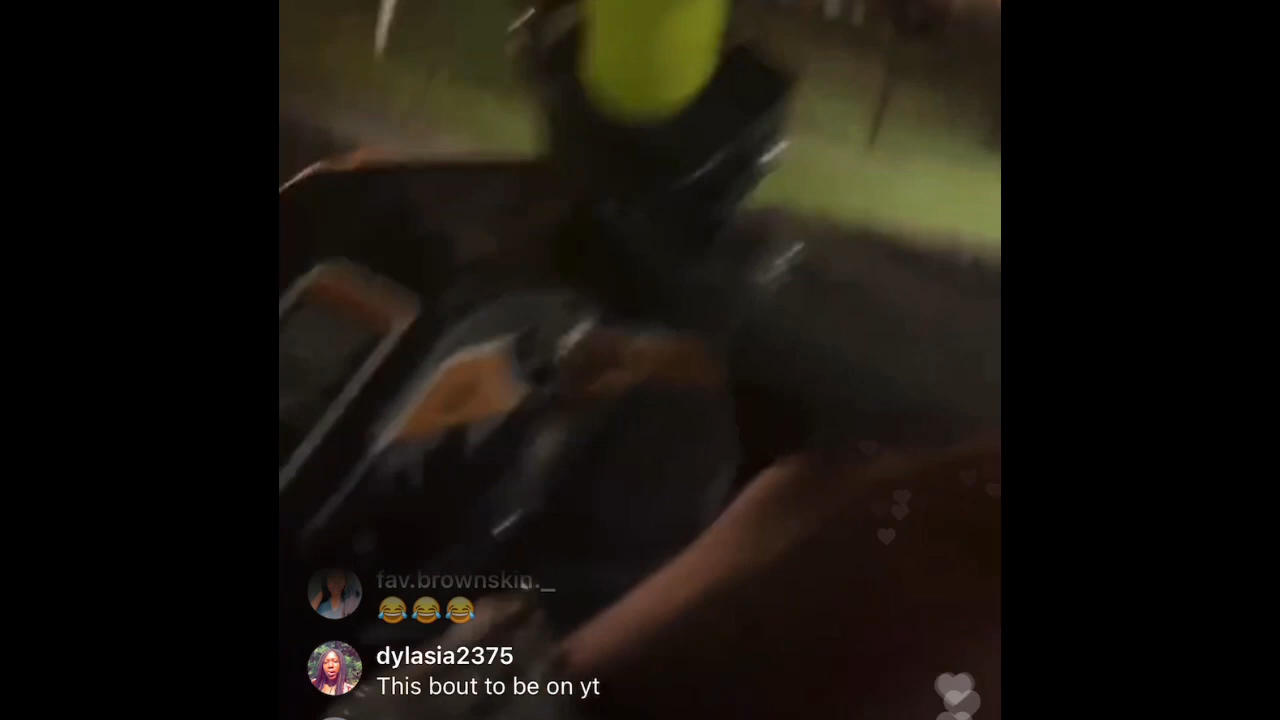 fav.brownskin._
😂😂😂
dylasia2375
This bout to be on yt